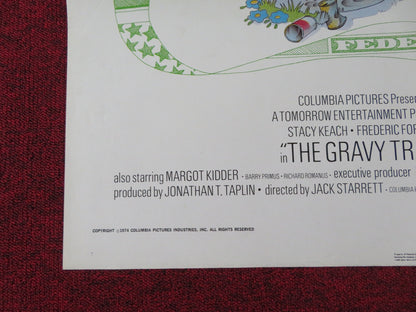 FEDE
COLUMBIA PICTURES Prese
A TOMORROW ENTERTAINMENT P
STACY KEACH • FREDERIC FOR
in "THE GRAVY TR
also starring MARGOT KIDDER • BARRY PRIMUS • RICHARD ROMANUS • executive producer
produced by JONATHAN T. TAPLIN • directed by JACK STARRETT • COLUMBIA
COPYRIGHT ©1974 COLUMBIA PICTURES INDUSTRIES, INC. ALL RIGHTS RESERVED